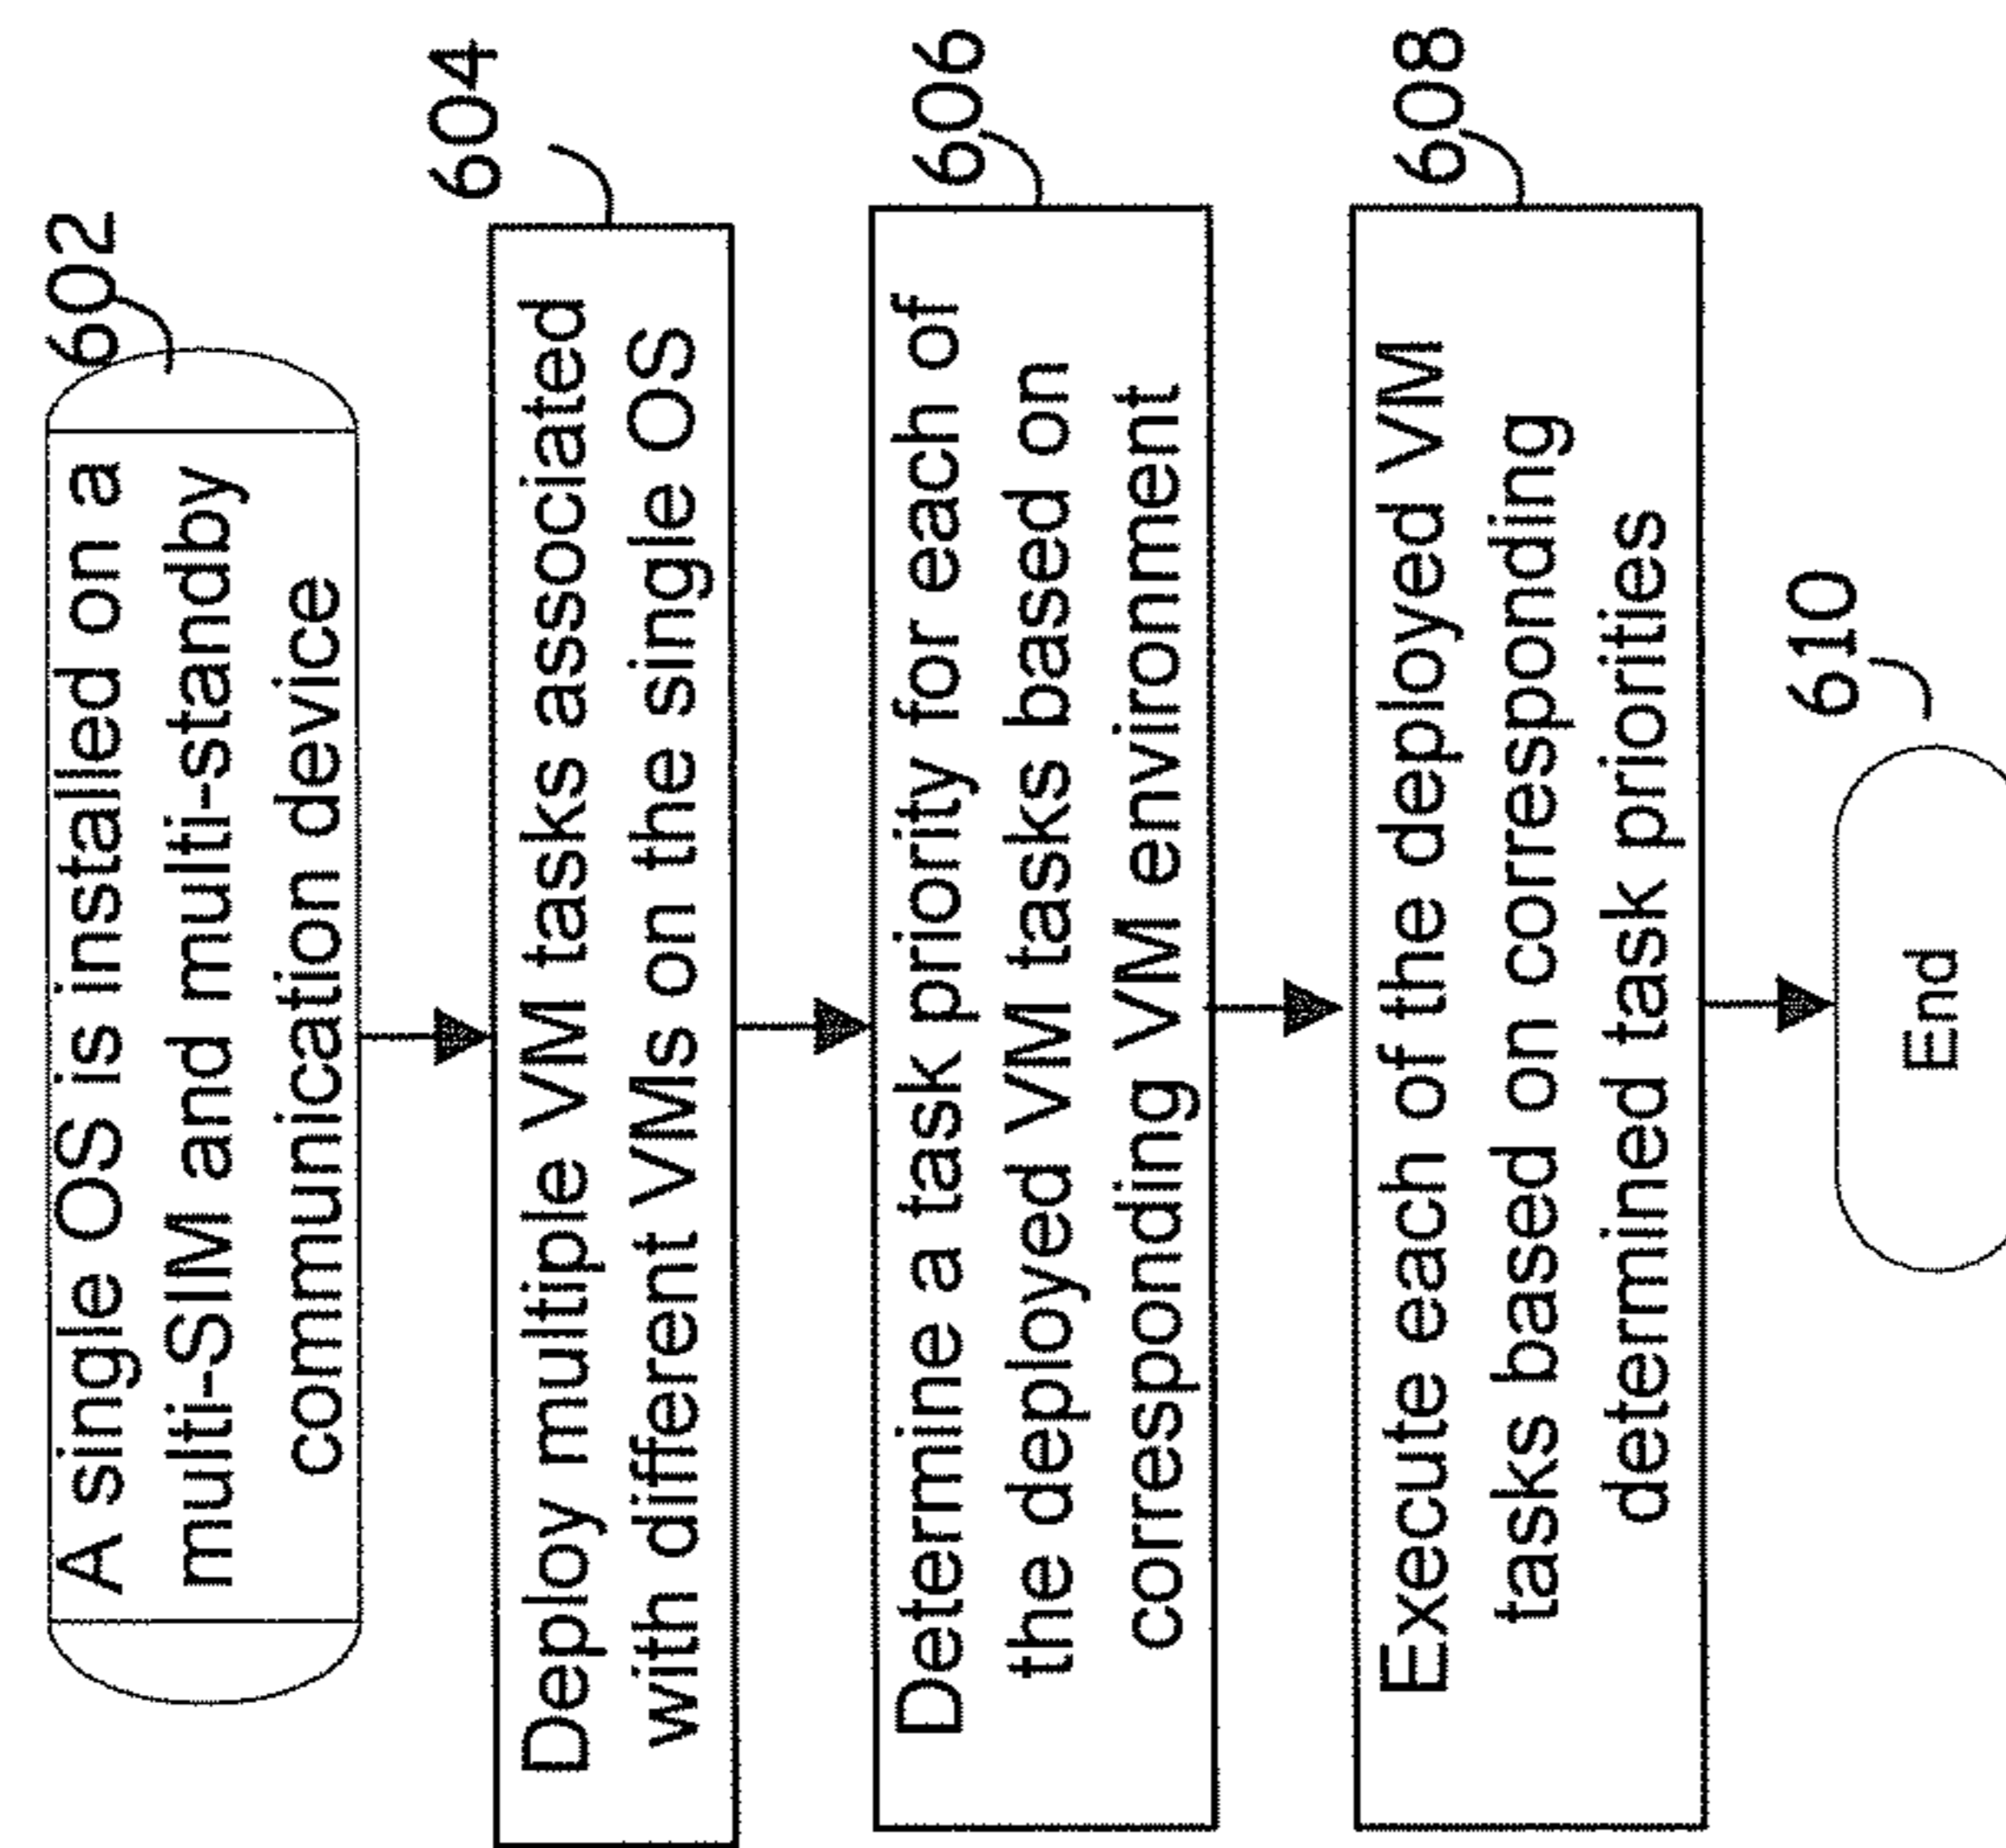 602
A single OS is installed on a
multi-SIM and multi-standby
communication device
604
Deploy multiple VM tasks associated
with different VMs on the single OS
606
Determine a task priority for each of
the deployed VM tasks based on
corresponding VM environment
608
Execute each of the deployed VM
tasks based on corresponding
determined task priorities
610
End